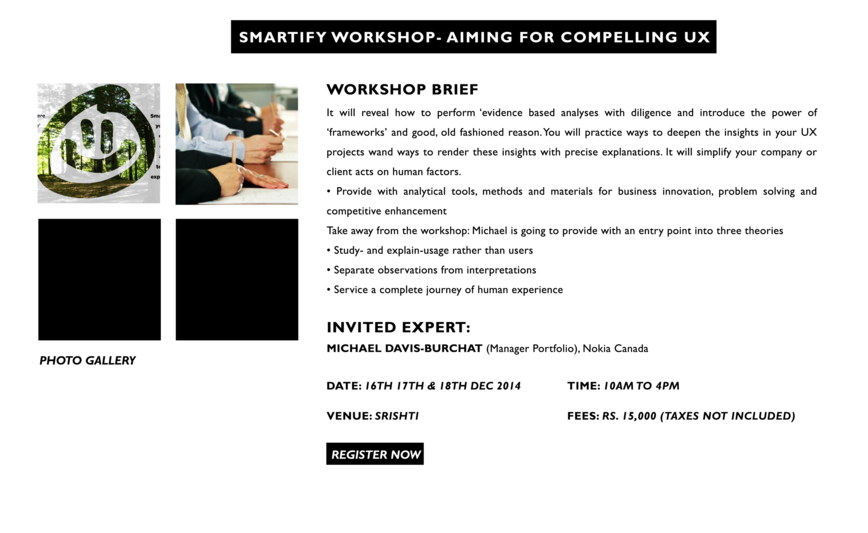 SMARTIFY WORKSHOP- AIMING FOR COMPELLING UX
WORKSHOP BRIEF
It will reveal how to perform ‘evidence based analyses with diligence and introduce the power of
‘frameworks’ and good, old fashioned reason. You will practice ways to deepen the insights in your UX
projects wand ways to render these insights with precise explanations. It will simplify your company or
client acts on human factors.
• Provide with analytical tools, methods and materials for business innovation, problem solving and
competitive enhancement
Take away from the workshop: Michael is going to provide with an entry point into three theories
• Study- and explain-usage rather than users
• Separate observations from interpretations
• Service a complete journey of human experience
PHOTO GALLERY
INVITED EXPERT:
MICHAEL DAVIS-BURCHAT (Manager Portfolio), Nokia Canada
DATE: 16TH 17TH & 18TH DEC 2014
TIME: 10AM TO 4PM
VENUE: SRISHTI
FEES: RS. 15,000 (TAXES NOT INCLUDED)
REGISTER NOW